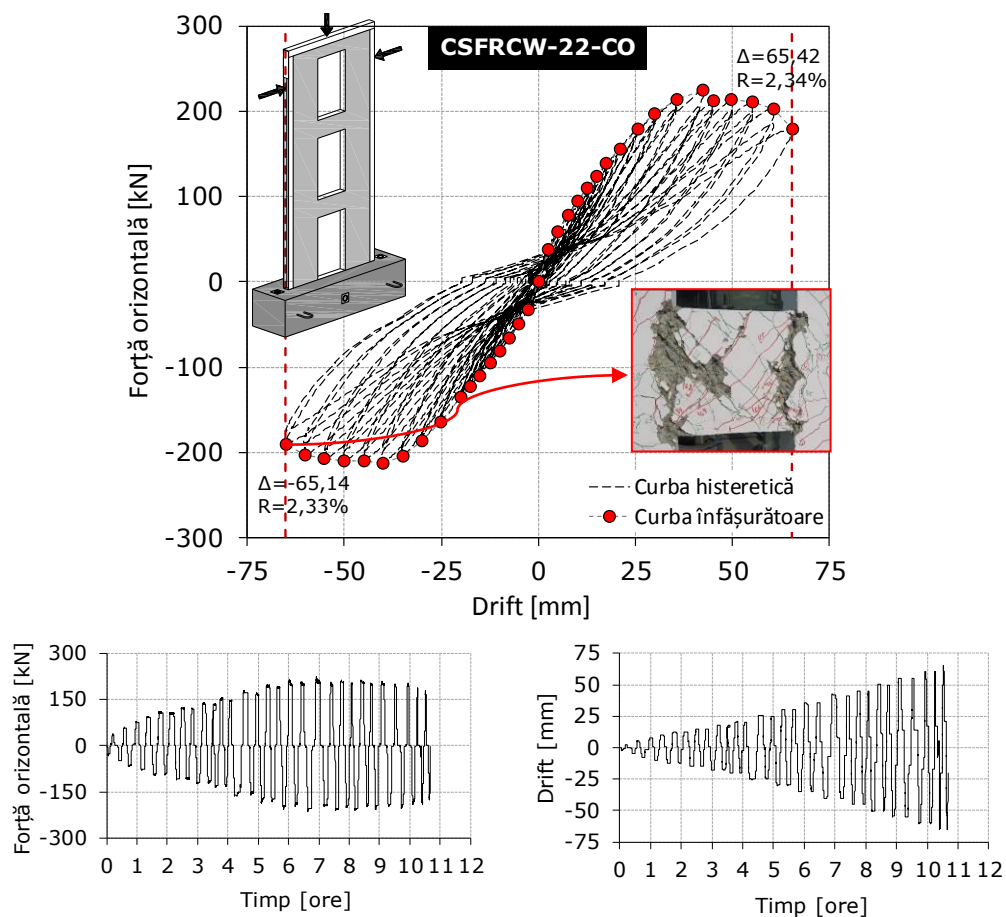 CSFRCW-22-CO
Δ=65,42
R=2,34%
300
200
100
0
-100
-200
-300
Forță orizontală [kN]
Δ=-65,14
R=2,33%
Curba histeretică
Curba înfășurătoare
-75 -50 -25 0 25 50 75
Drift [mm]
300
150
0
-150
-300
Forță orizontală [kN]
0 1 2 3 4 5 6 7 8 9 10 11 12
Timp [ore]
75
50
25
0
-25
-50
-75
Drift [mm]
0 1 2 3 4 5 6 7 8 9 10 11 12
Timp [ore]